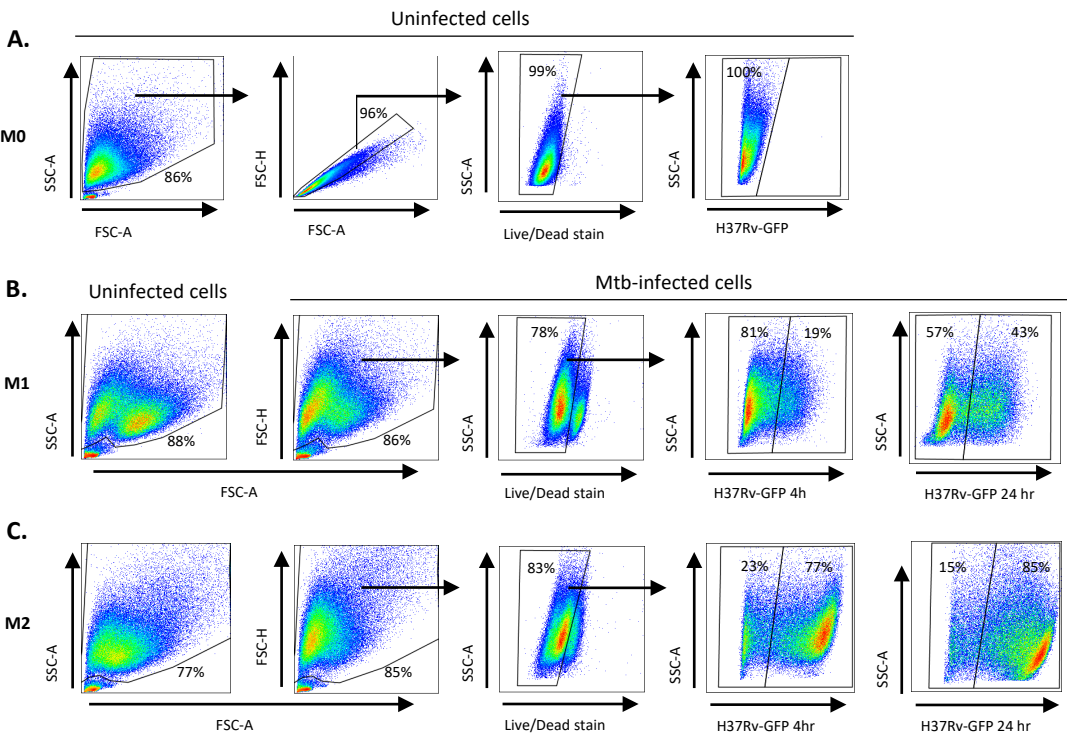 Uninfected cells
A.
M0
SSC-A
86%
FSC-A
FSC-H
96%
FSC-A
SSC-A
99%
Live/Dead stain
SSC-A
100%
H37Rv-GFP
B.
Uninfected cells
Mtb-infected cells
M1
SSC-A
88%
FSC-H
86%
FSC-A
SSC-A
78%
Live/Dead stain
SSC-A
81%
19%
H37Rv-GFP 4h
SSC-A
57%
43%
H37Rv-GFP 24 hr
C.
M2
SSC-A
77%
FSC-H
85%
FSC-A
SSC-A
83%
Live/Dead stain
SSC-A
23%
77%
H37Rv-GFP 4hr
SSC-A
15%
85%
H37Rv-GFP 24 hr